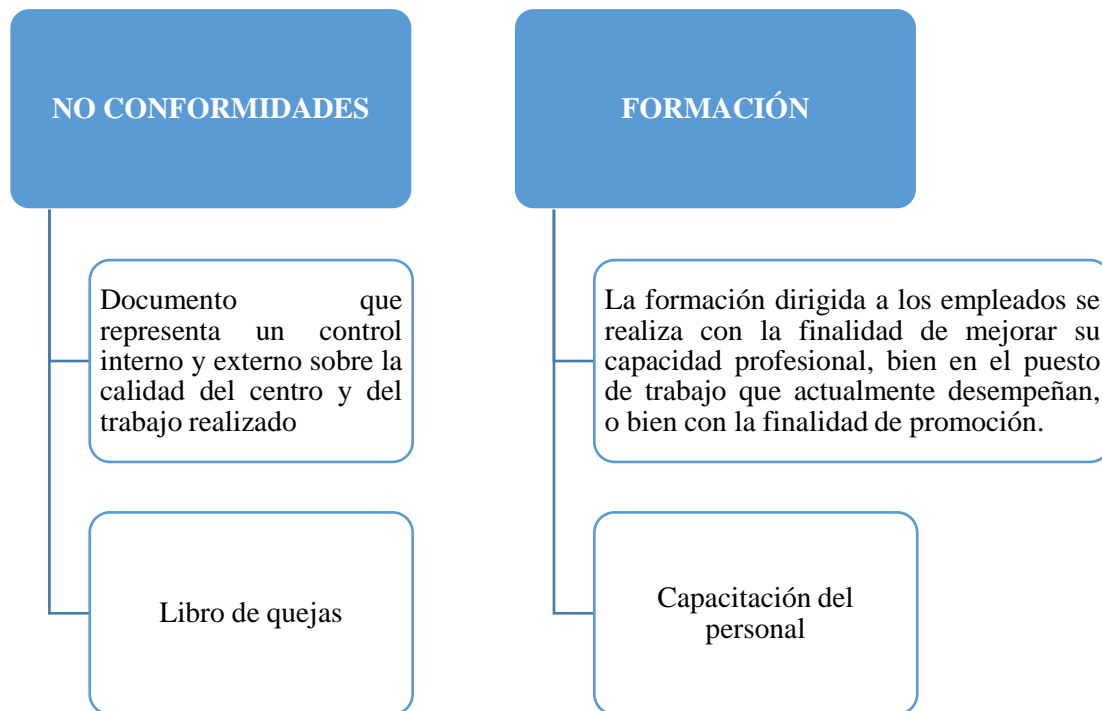 NO CONFORMIDADES
Documento que
representa un control
interno y externo sobre la
calidad del centro y del
trabajo realizado
Libro de quejas
FORMACIÓN
La formación dirigida a los empleados se
realiza con la finalidad de mejorar su
capacidad profesional, bien en el puesto
de trabajo que actualmente desempeñan,
o bien con la finalidad de promoción.
Capacitación del
personal